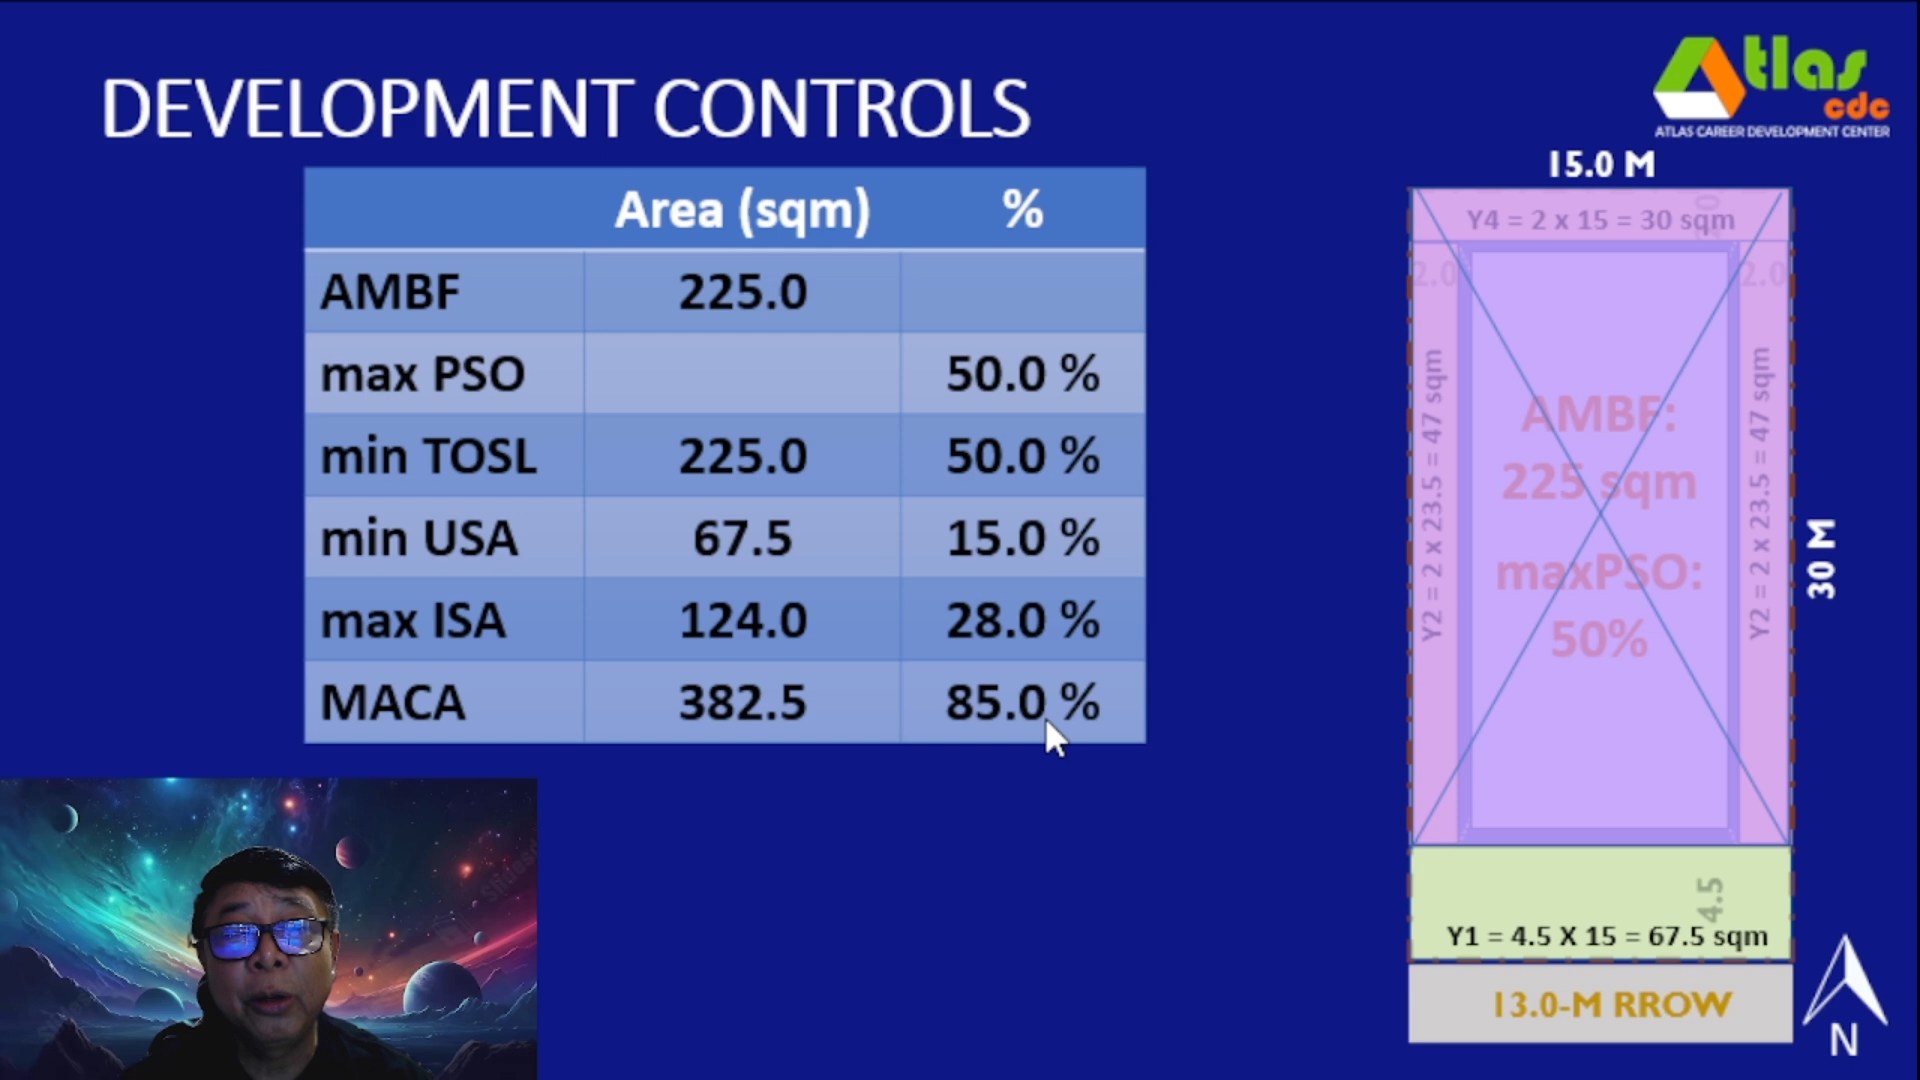 DEVELOPMENT CONTROLS
Atlas
cdc
ATLAS CAREER DEVELOPMENT CENTER
Area (sqm) %
AMBF 225.0
max PSO 50.0 %
min TOSL 225.0 50.0 %
min USA 67.5 15.0 %
max ISA 124.0 28.0 %
MACA 382.5 85.0 %
15.0 M
Y4 = 2 x 15 = 30 sqm
2.0
2.0
2.0
Y2 = 2 x 23.5 = 47 sqm
AMBF:
225 sqm
maxPSO:
50%
Y2 = 2 x 23.5 = 47 sqm
30 M
4.5
Y1 = 4.5 X 15 = 67.5 sqm
13.0-M RROW
N